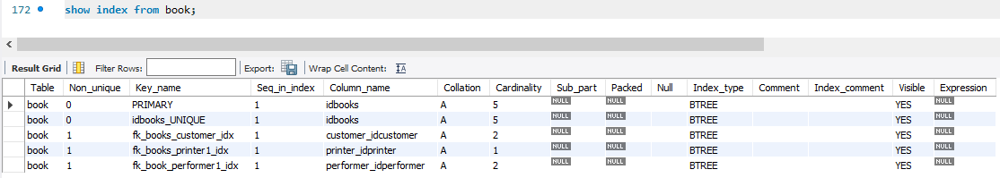 172 show index from book;
Result Grid Filter Rows: Export: Wrap Cell Content:
Table Non_unique Key_name Seq_in_index Column_name Collation Cardinality Sub_part Packed Null Index_type Comment Index_comment Visible Expression
book 0 PRIMARY 1 idbooks A 5 NULL NULL BTREE YES NULL
book 0 idbooks_UNIQUE 1 idbooks A 5 NULL NULL BTREE YES NULL
book 1 fk_books_customer_idx 1 customer_idcustomer A 2 NULL NULL BTREE YES NULL
book 1 fk_books_printer1_idx 1 printer_idprinter A 1 NULL NULL BTREE YES NULL
book 1 fk_book_performer1_idx 1 performer_idperformer A 2 NULL NULL BTREE YES NULL